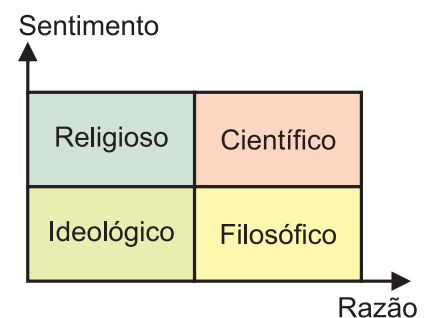 Sentimento
Religioso
Científico
Ideológico
Filosófico
Razão